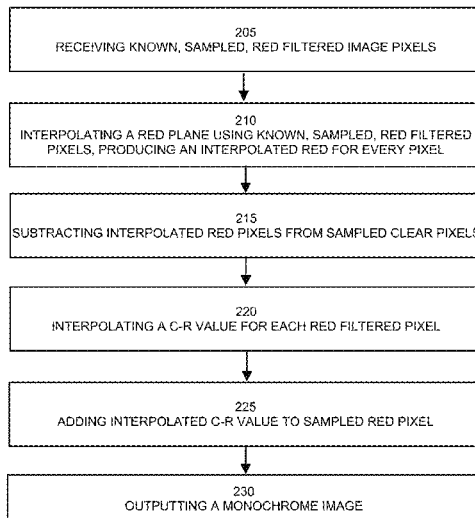 205
RECEIVING KNOWN, SAMPLED, RED FILTERED IMAGE PIXELS
210
INTERPOLATING A RED PLANE USING KNOWN, SAMPLED, RED FILTERED
PIXELS, PRODUCING AN INTERPOLATED RED FOR EVERY PIXEL
215
SUBTRACTING INTERPOLATED RED PIXELS FROM SAMPLED CLEAR PIXELS
220
INTERPOLATING A C-R VALUE FOR EACH RED FILTERED PIXEL
225
ADDING INTERPOLATED C-R VALUE TO SAMPLED RED PIXEL
230
OUTPUTTING A MONOCHROME IMAGE